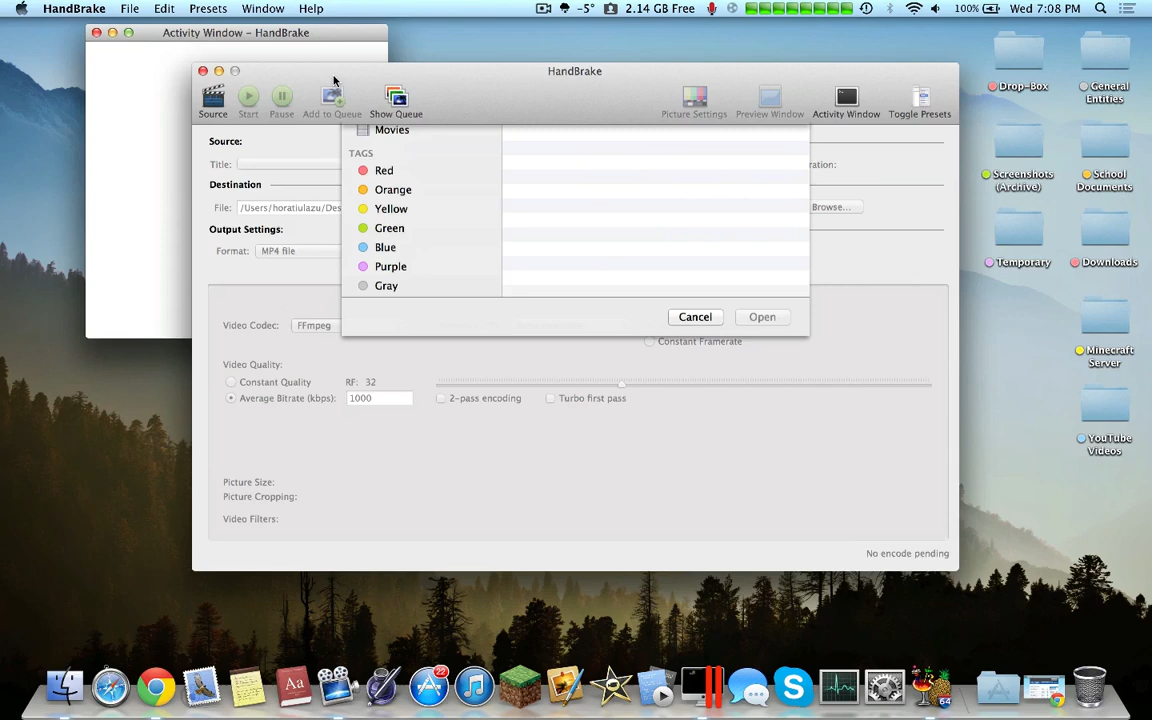 HandBrake File Edit Presets Window Help -5° 2.14 GB Free 100% Wed 7:08 PM
Activity Window - HandBrake
HandBrake
Source Start Pause Add to Queue Show Queue Picture Settings Preview Window Activity Window Toggle Presets
Source:
Title:
Destination
File: /Users/horatiulazu/Des
Browse...
Output Settings:
Format: MP4 file
Movies
TAGS
Red
Orange
Yellow
Green
Blue
Purple
Gray
Cancel Open
Video Codec: FFmpeg
Constant Framerate
Video Quality:
Constant Quality RF: 32
Average Bitrate (kbps): 1000 2-pass encoding Turbo first pass
Picture Size:
Picture Cropping:
Video Filters:
No encode pending
Drop-Box
General
Entities
Screenshots
(Archive)
School
Documents
Temporary
Downloads
Minecraft
Server
YouTube
Videos
Aa
22
64